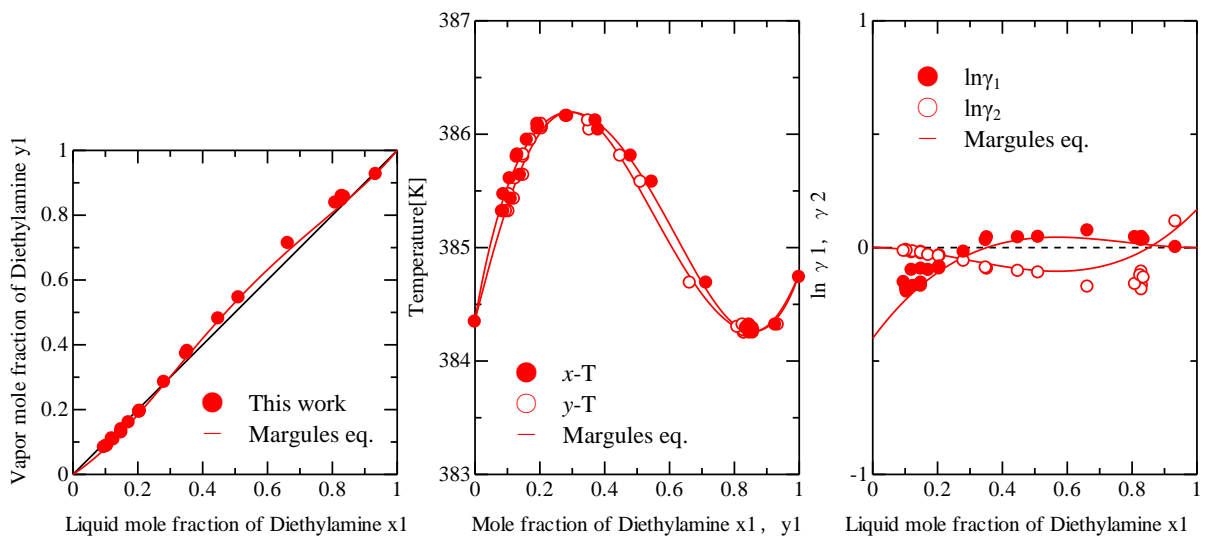 Vapor mole fraction of Diethylamine y1
1
0.8
0.6
0.4
0.2
0
This work
Margules eq.
0
0.2
0.4
0.6
0.8
1
Liquid mole fraction of Diethylamine x1
Temperature[K]
387
386
385
384
383
x-T
y-T
Margules eq.
0
0.2
0.4
0.6
0.8
1
Mole fraction of Diethylamine x1, y1
ln γ 1, γ 2
1
0
-1
lnγ₁
lnγ₂
Margules eq.
0
0.2
0.4
0.6
0.8
1
Liquid mole fraction of Diethylamine x1